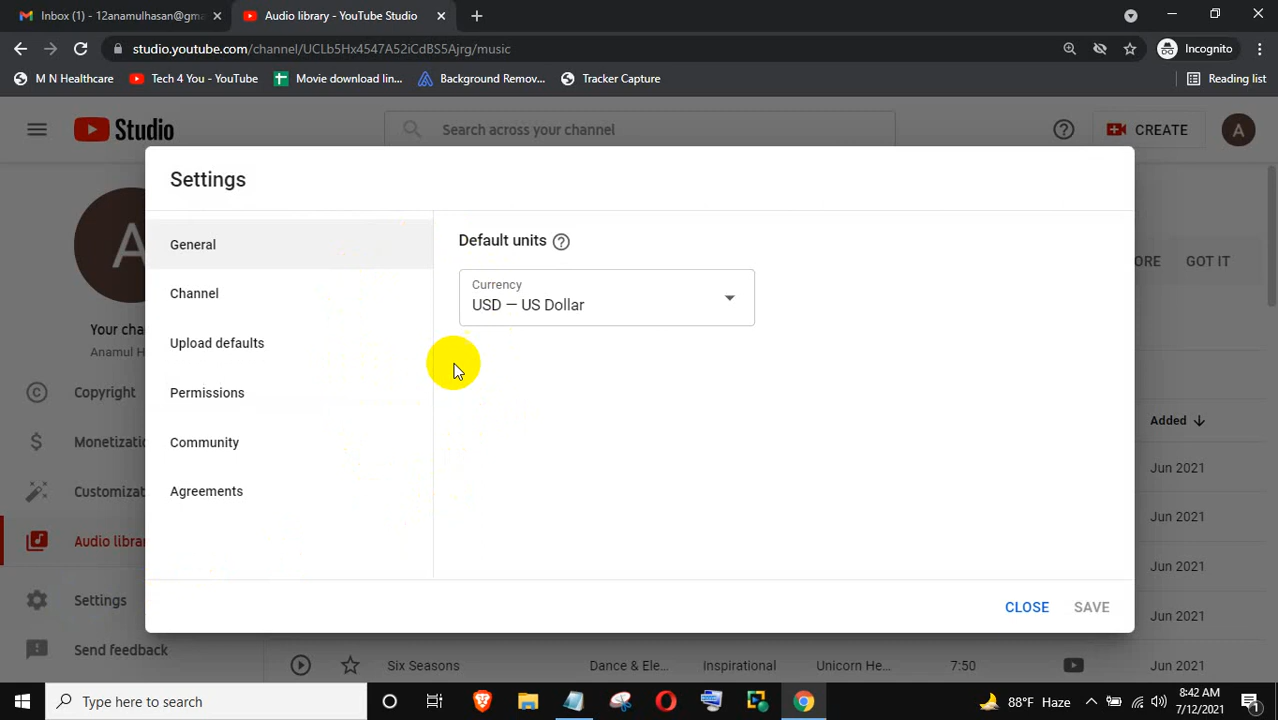 Inbox (1) - 12anamulhasan@gma
Audio library - YouTube Studio
studio.youtube.com/channel/UCLb5Hx4547A52iCdBS5Ajrg/music
Incognito
M N Healthcare
Tech 4 You - YouTube
Movie download lin...
Background Remov...
Tracker Capture
Reading list
Studio
Search across your channel
CREATE
A
Settings
A
General
Default units
Currency
USD — US Dollar
ORE
GOT IT
Channel
Your cha
Anamul H
Upload defaults
Copyright
Permissions
Added
Monetizatio
Community
Jun 2021
Customizat
Agreements
Jun 2021
Audio librar
Jun 2021
Settings
CLOSE
SAVE
Jun 2021
Send feedback
Six Seasons
Dance & Ele...
Inspirational
Unicorn He...
7:50
Jun 2021
Type here to search
88°F Haze
8:42 AM
7/12/2021
1